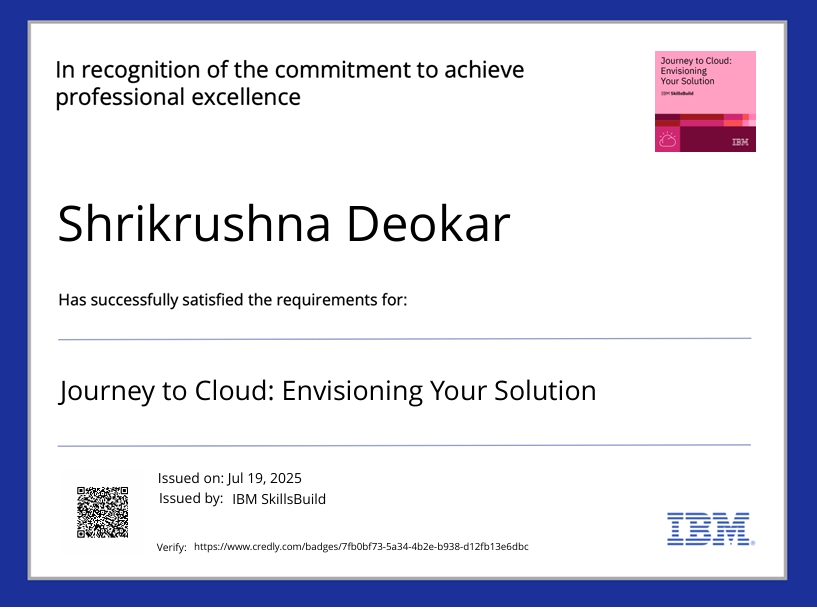 In recognition of the commitment to achieve
professional excellence
Journey to Cloud:
Envisioning
Your Solution
IBM SkillsBuild
IBM
Shrikrushna Deokar
Has successfully satisfied the requirements for:
Journey to Cloud: Envisioning Your Solution
Issued on: Jul 19, 2025
Issued by: IBM SkillsBuild
Verify: https://www.credly.com/badges/7fb0bf73-5a34-4b2e-b938-d12fb13e6dbc
IBM®